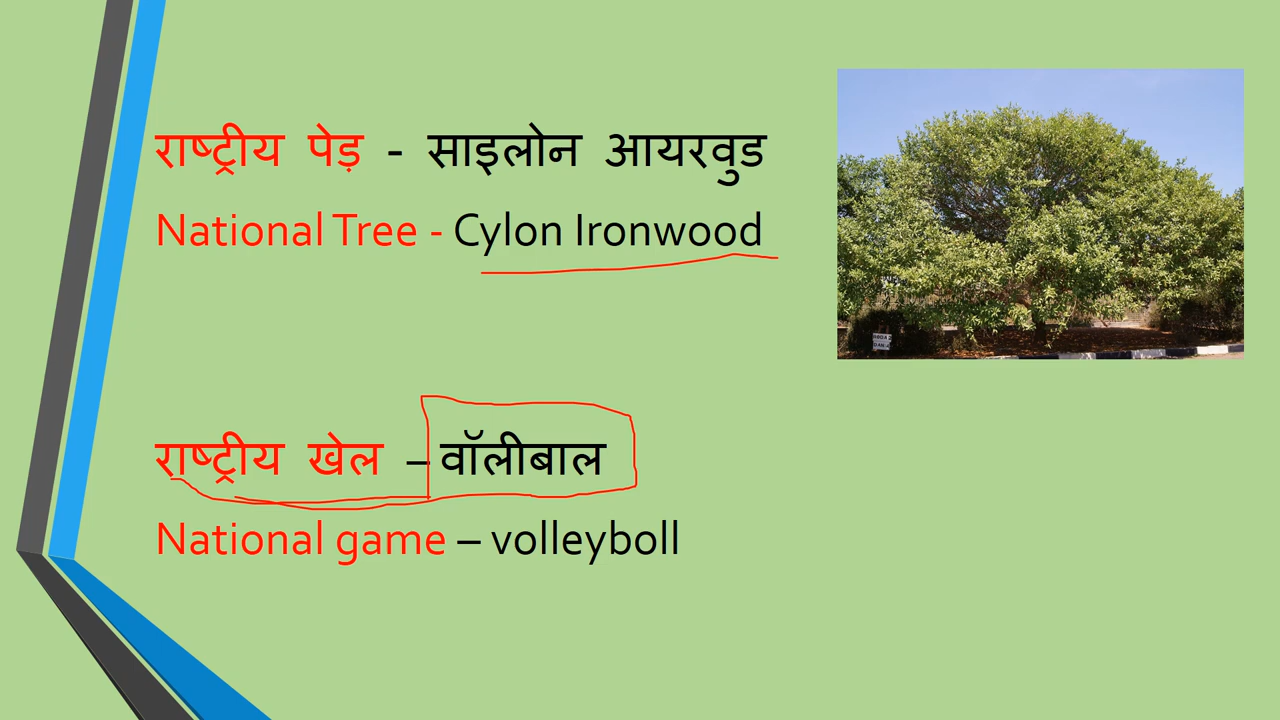 राष्ट्रीय पेड़ - साइलोन आयरवुड
National Tree - Cylon Ironwood
राष्ट्रीय खेल – वॉलीबाल
National game – volleyboll